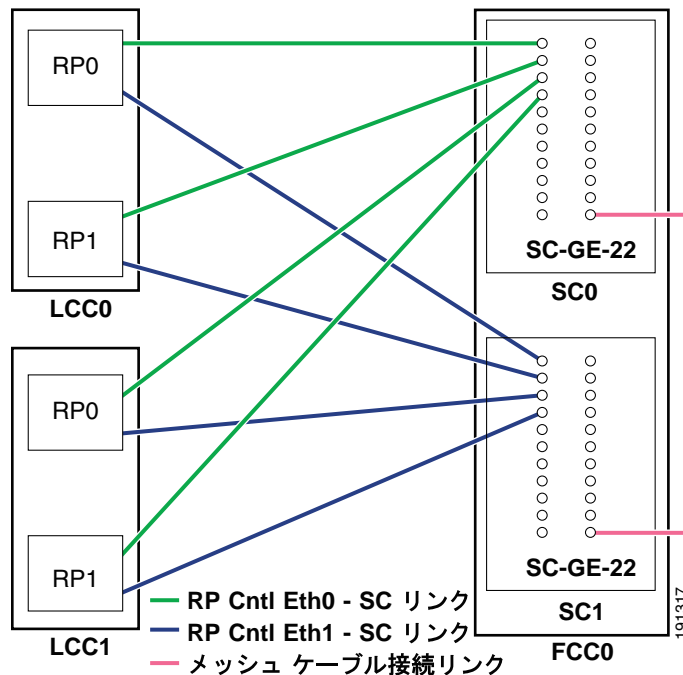 RP0
RP1
LCC0
RP0
RP1
LCC1
SC-GE-22
SC0
SC-GE-22
SC1
FCC0
RP Cntl Eth0 - SC リンク
RP Cntl Eth1 - SC リンク
メッシュ ケーブル接続リンク
191317